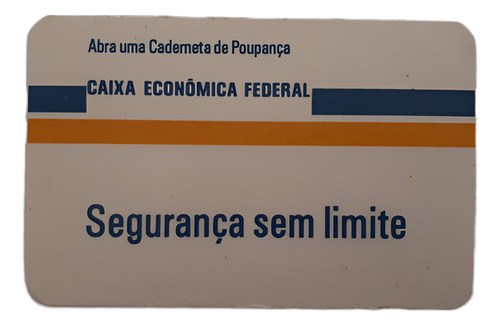 Abra uma Caderneta de Poupança
CAIXA ECONÔMICA FEDERAL
Segurança sem limite